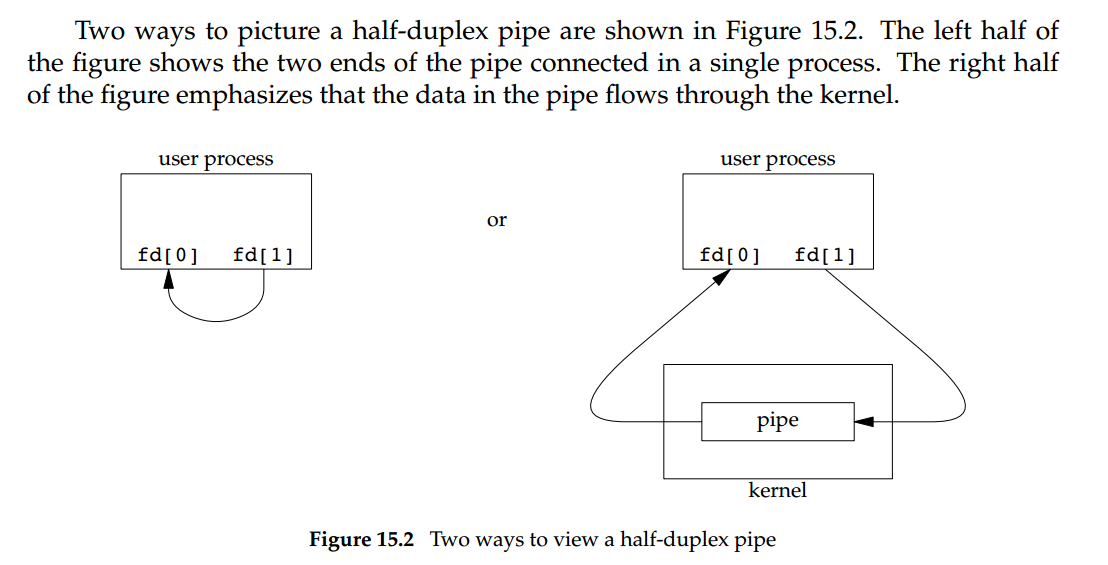 Two ways to picture a half-duplex pipe are shown in Figure 15.2. The left half of
the figure shows the two ends of the pipe connected in a single process. The right half
of the figure emphasizes that the data in the pipe flows through the kernel.
user process
fd[0] fd[1]
or
user process
fd[0] fd[1]
pipe
kernel
Figure 15.2 Two ways to view a half-duplex pipe